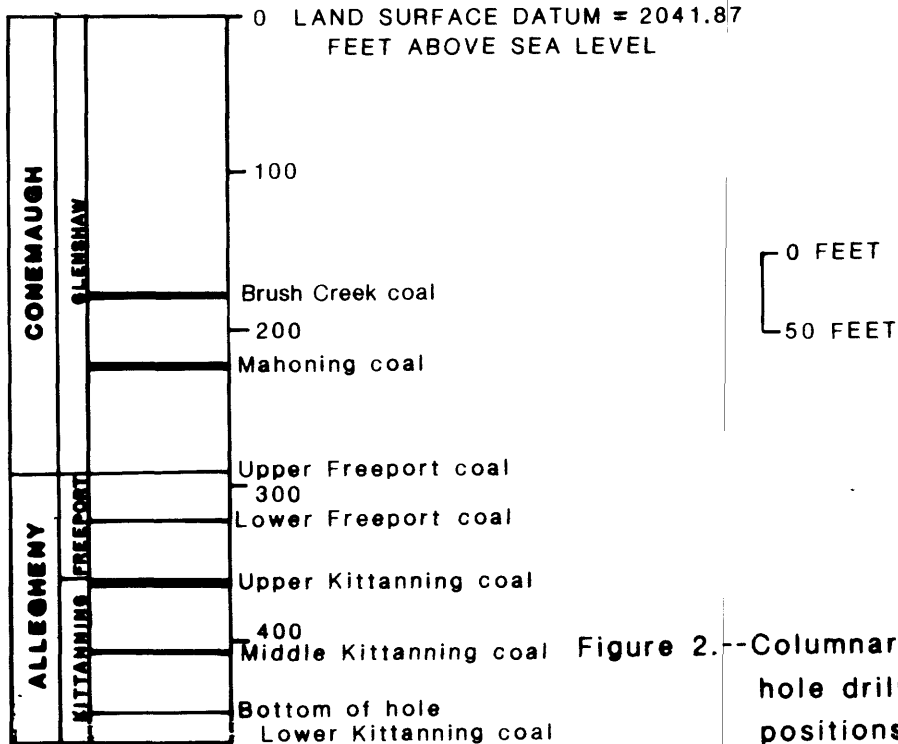 0 LAND SURFACE DATUM = 2041.87
FEET ABOVE SEA LEVEL
100
CONEMAUGH
GLENSHAW
0 FEET
50 FEET
Brush Creek coal
200
Mahoning coal
Upper Freeport coal
300
Lower Freeport coal
ALLEGHENY
FREEPORT
Upper Kittanning coal
KITTANNING
400
Middle Kittanning coal
Bottom of hole
Lower Kittanning coal
Figure 2.--Columnar
hole dril
positions